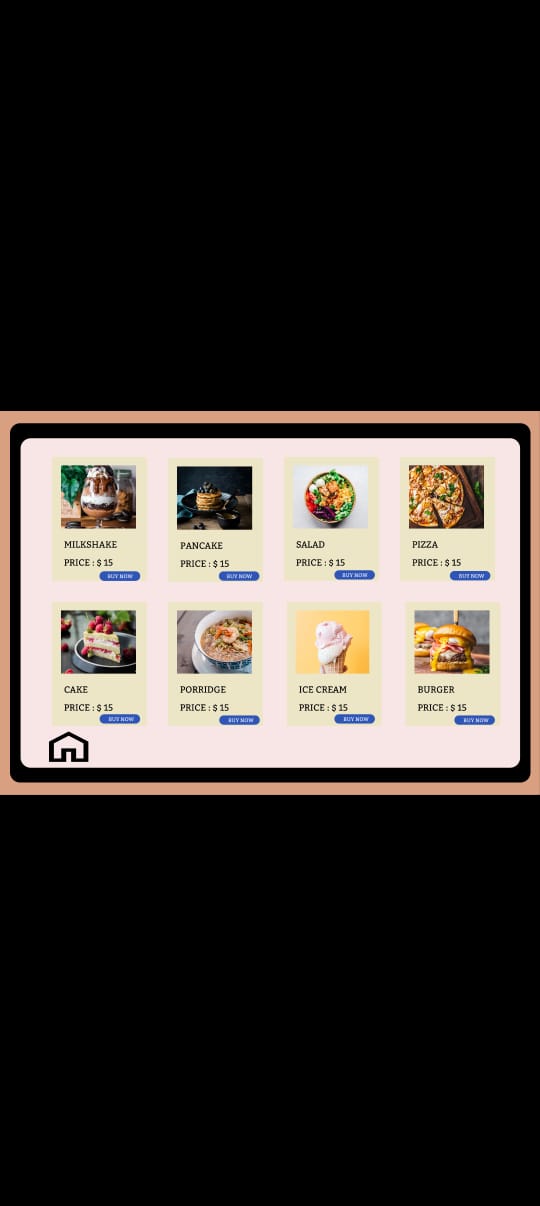 MILKSHAKE
PRICE : $ 15
BUY NOW
PANCAKE
PRICE : $ 15
BUY NOW
SALAD
PRICE : $ 15
BUY NOW
PIZZA
PRICE : $ 15
BUY NOW
CAKE
PRICE : $ 15
BUY NOW
PORRIDGE
PRICE : $ 15
BUY NOW
ICE CREAM
PRICE : $ 15
BUY NOW
BURGER
PRICE : $ 15
BUY NOW